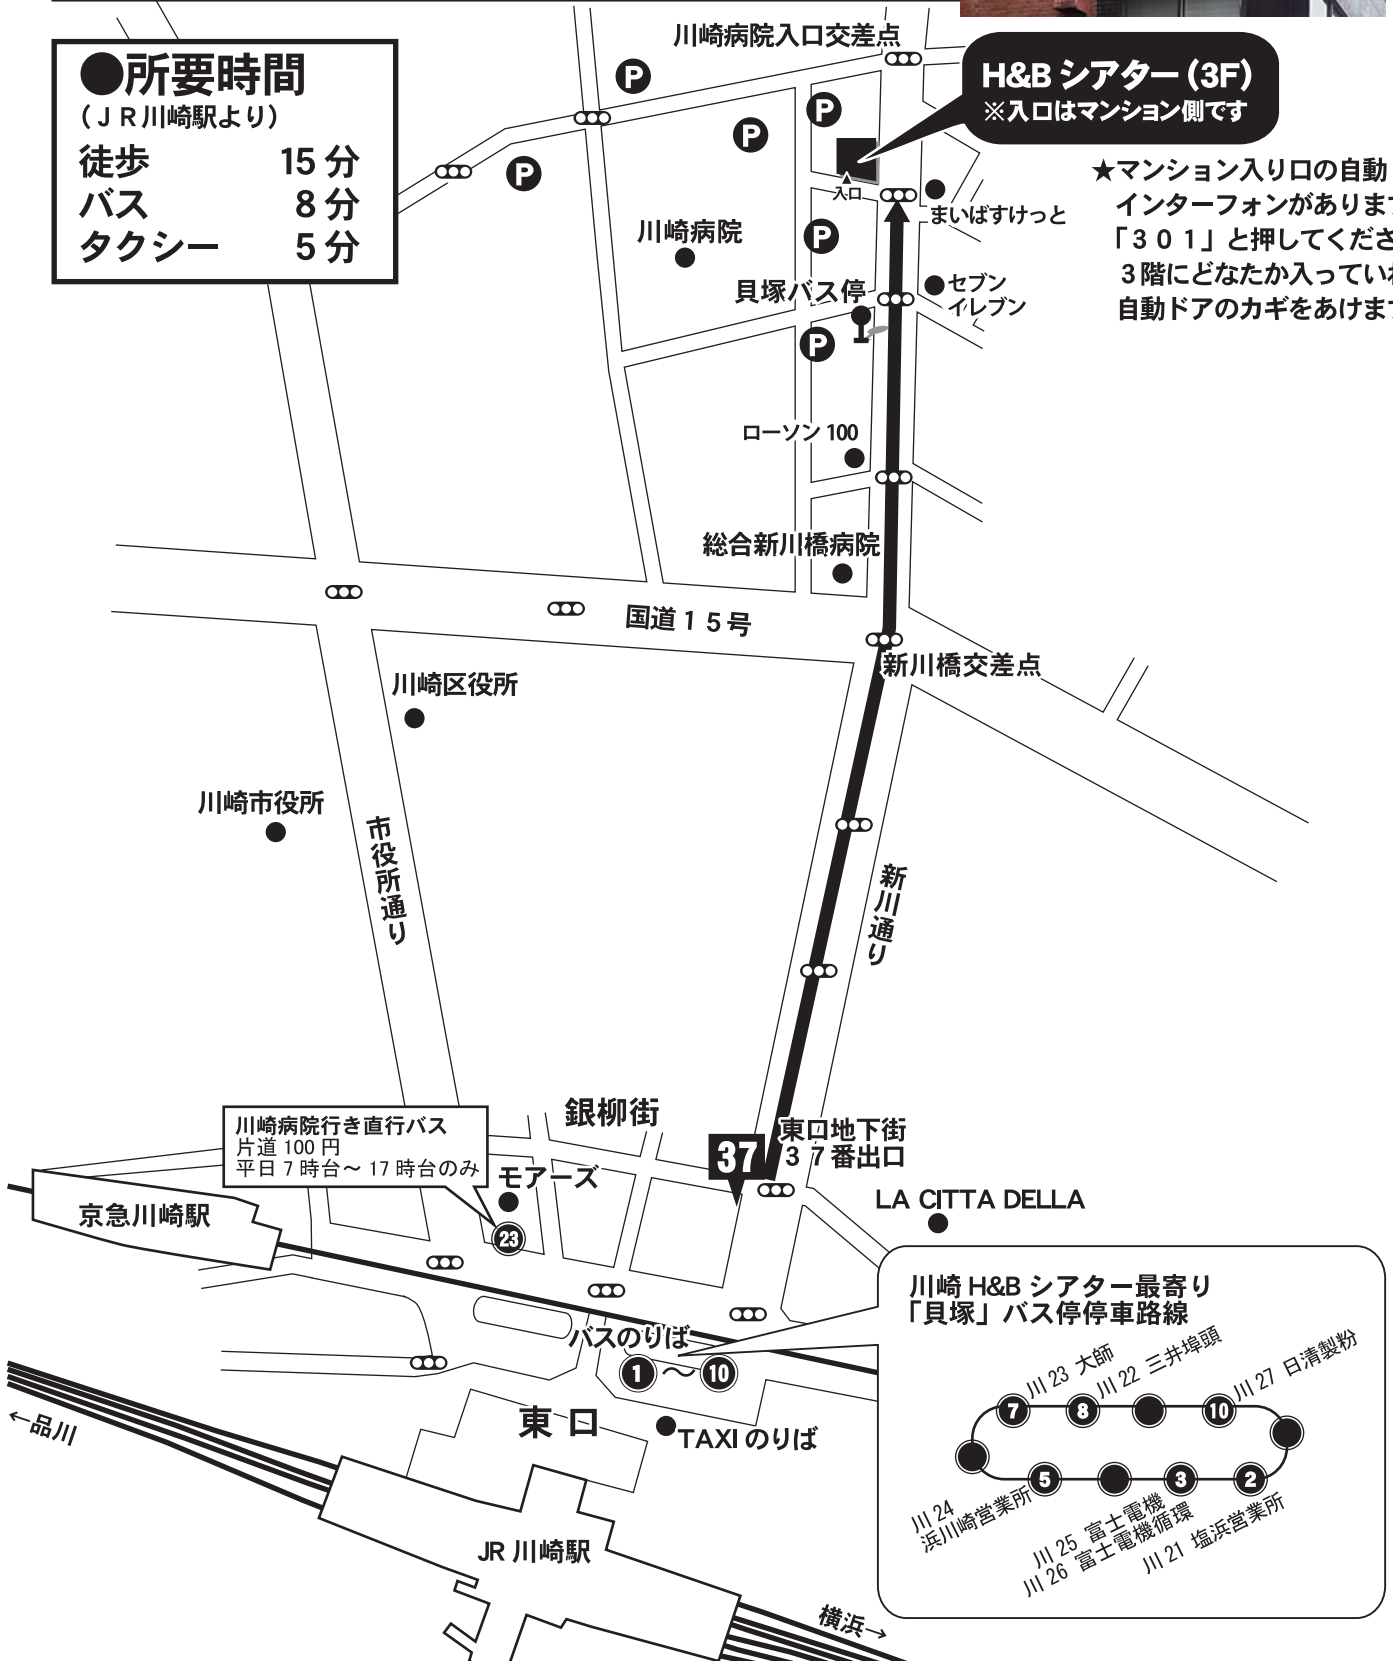 ●所要時間
（ＪＲ川崎駅より）
徒歩 15 分
バス 8 分
タクシー 5 分
川崎病院入口交差点
H&B シアター (3F)
※入口はマンション側です
★マンション入り口の自動
インターフォンがあります
「３０１」と押してくださ
３階にどなたか入っていれ
自動ドアのカギをあけます
P
P
P
P
P
P
入口
まいばすけっと
川崎病院
貝塚バス停
セブン
イレブン
ローソン 100
総合新川橋病院
国道１５号
新川橋交差点
川崎区役所
川崎市役所
市役所通り
新川通り
銀柳街
川崎病院行き直行バス
片道 100 円
平日 7 時台～ 17 時台のみ
モアーズ
23
37
東口地下街
３７番出口
LA CITTA DELLA
京急川崎駅
バスのりば
1 ～ 10
東口
TAXI のりば
←品川
JR 川崎駅
横浜→
川崎 H&B シアター最寄り
「貝塚」バス停停車路線
川 23 大師
川 22 三井埠頭
川 27 日清製粉
7 8 10
5 3 2
川 24
浜川崎営業所
川 25 富士電機
川 26 富士電機循環
川 21 塩浜営業所